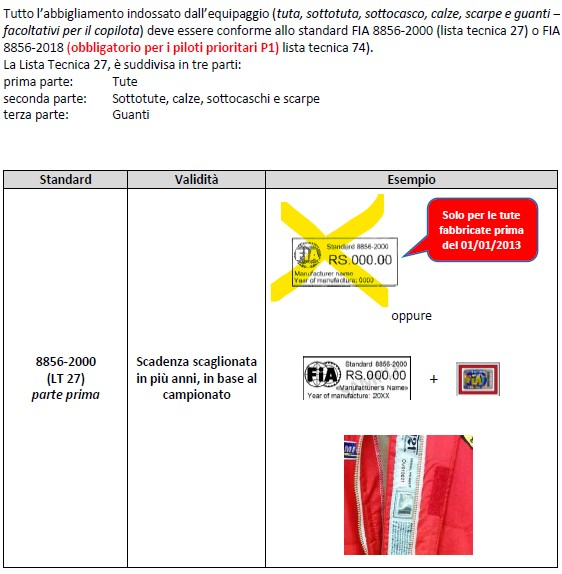 Tutto l’abbigliamento indossato dall’equipaggio (tuta, sottotuta, sottocasco, calze, scarpe e guanti –
facoltativi per il copilota) deve essere conforme allo standard FIA 8856-2000 (lista tecnica 27) o FIA
8856-2018 (obbligatorio per i piloti prioritari P1) lista tecnica 74).
La Lista Tecnica 27, è suddivisa in tre parti:
prima parte: Tute
seconda parte: Sottotute, calze, sottocaschi e scarpe
terza parte: Guanti
Standard Validità Esempio
Solo per le tute
fabbricate prima
del 01/01/2013
Standard 8856-2000
RS.000.00
Manufacturer name
Year of manufacture: 0000
oppure
8856-2000
(LT 27)
parte prima
Scadenza scaglionata
in più anni, in base al
campionato
FIA Standard 8856-2000
RS.000.00
«Manufacturer's Name»
Year of manufacture: 20XX
+